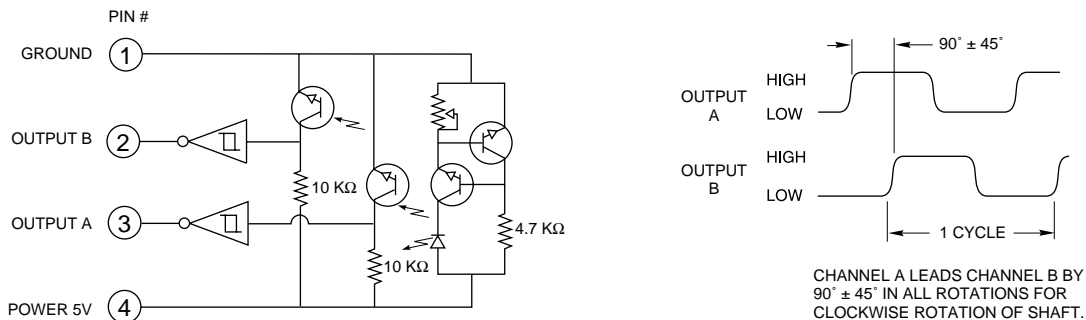 PIN #
GROUND
1
OUTPUT B
2
10 KΩ
OUTPUT A
3
4.7 KΩ
10 KΩ
POWER 5V
4
90˚ ± 45˚
OUTPUT
A
HIGH
LOW
OUTPUT
B
HIGH
LOW
1 CYCLE
CHANNEL A LEADS CHANNEL B BY
90˚ ± 45˚ IN ALL ROTATIONS FOR
CLOCKWISE ROTATION OF SHAFT.